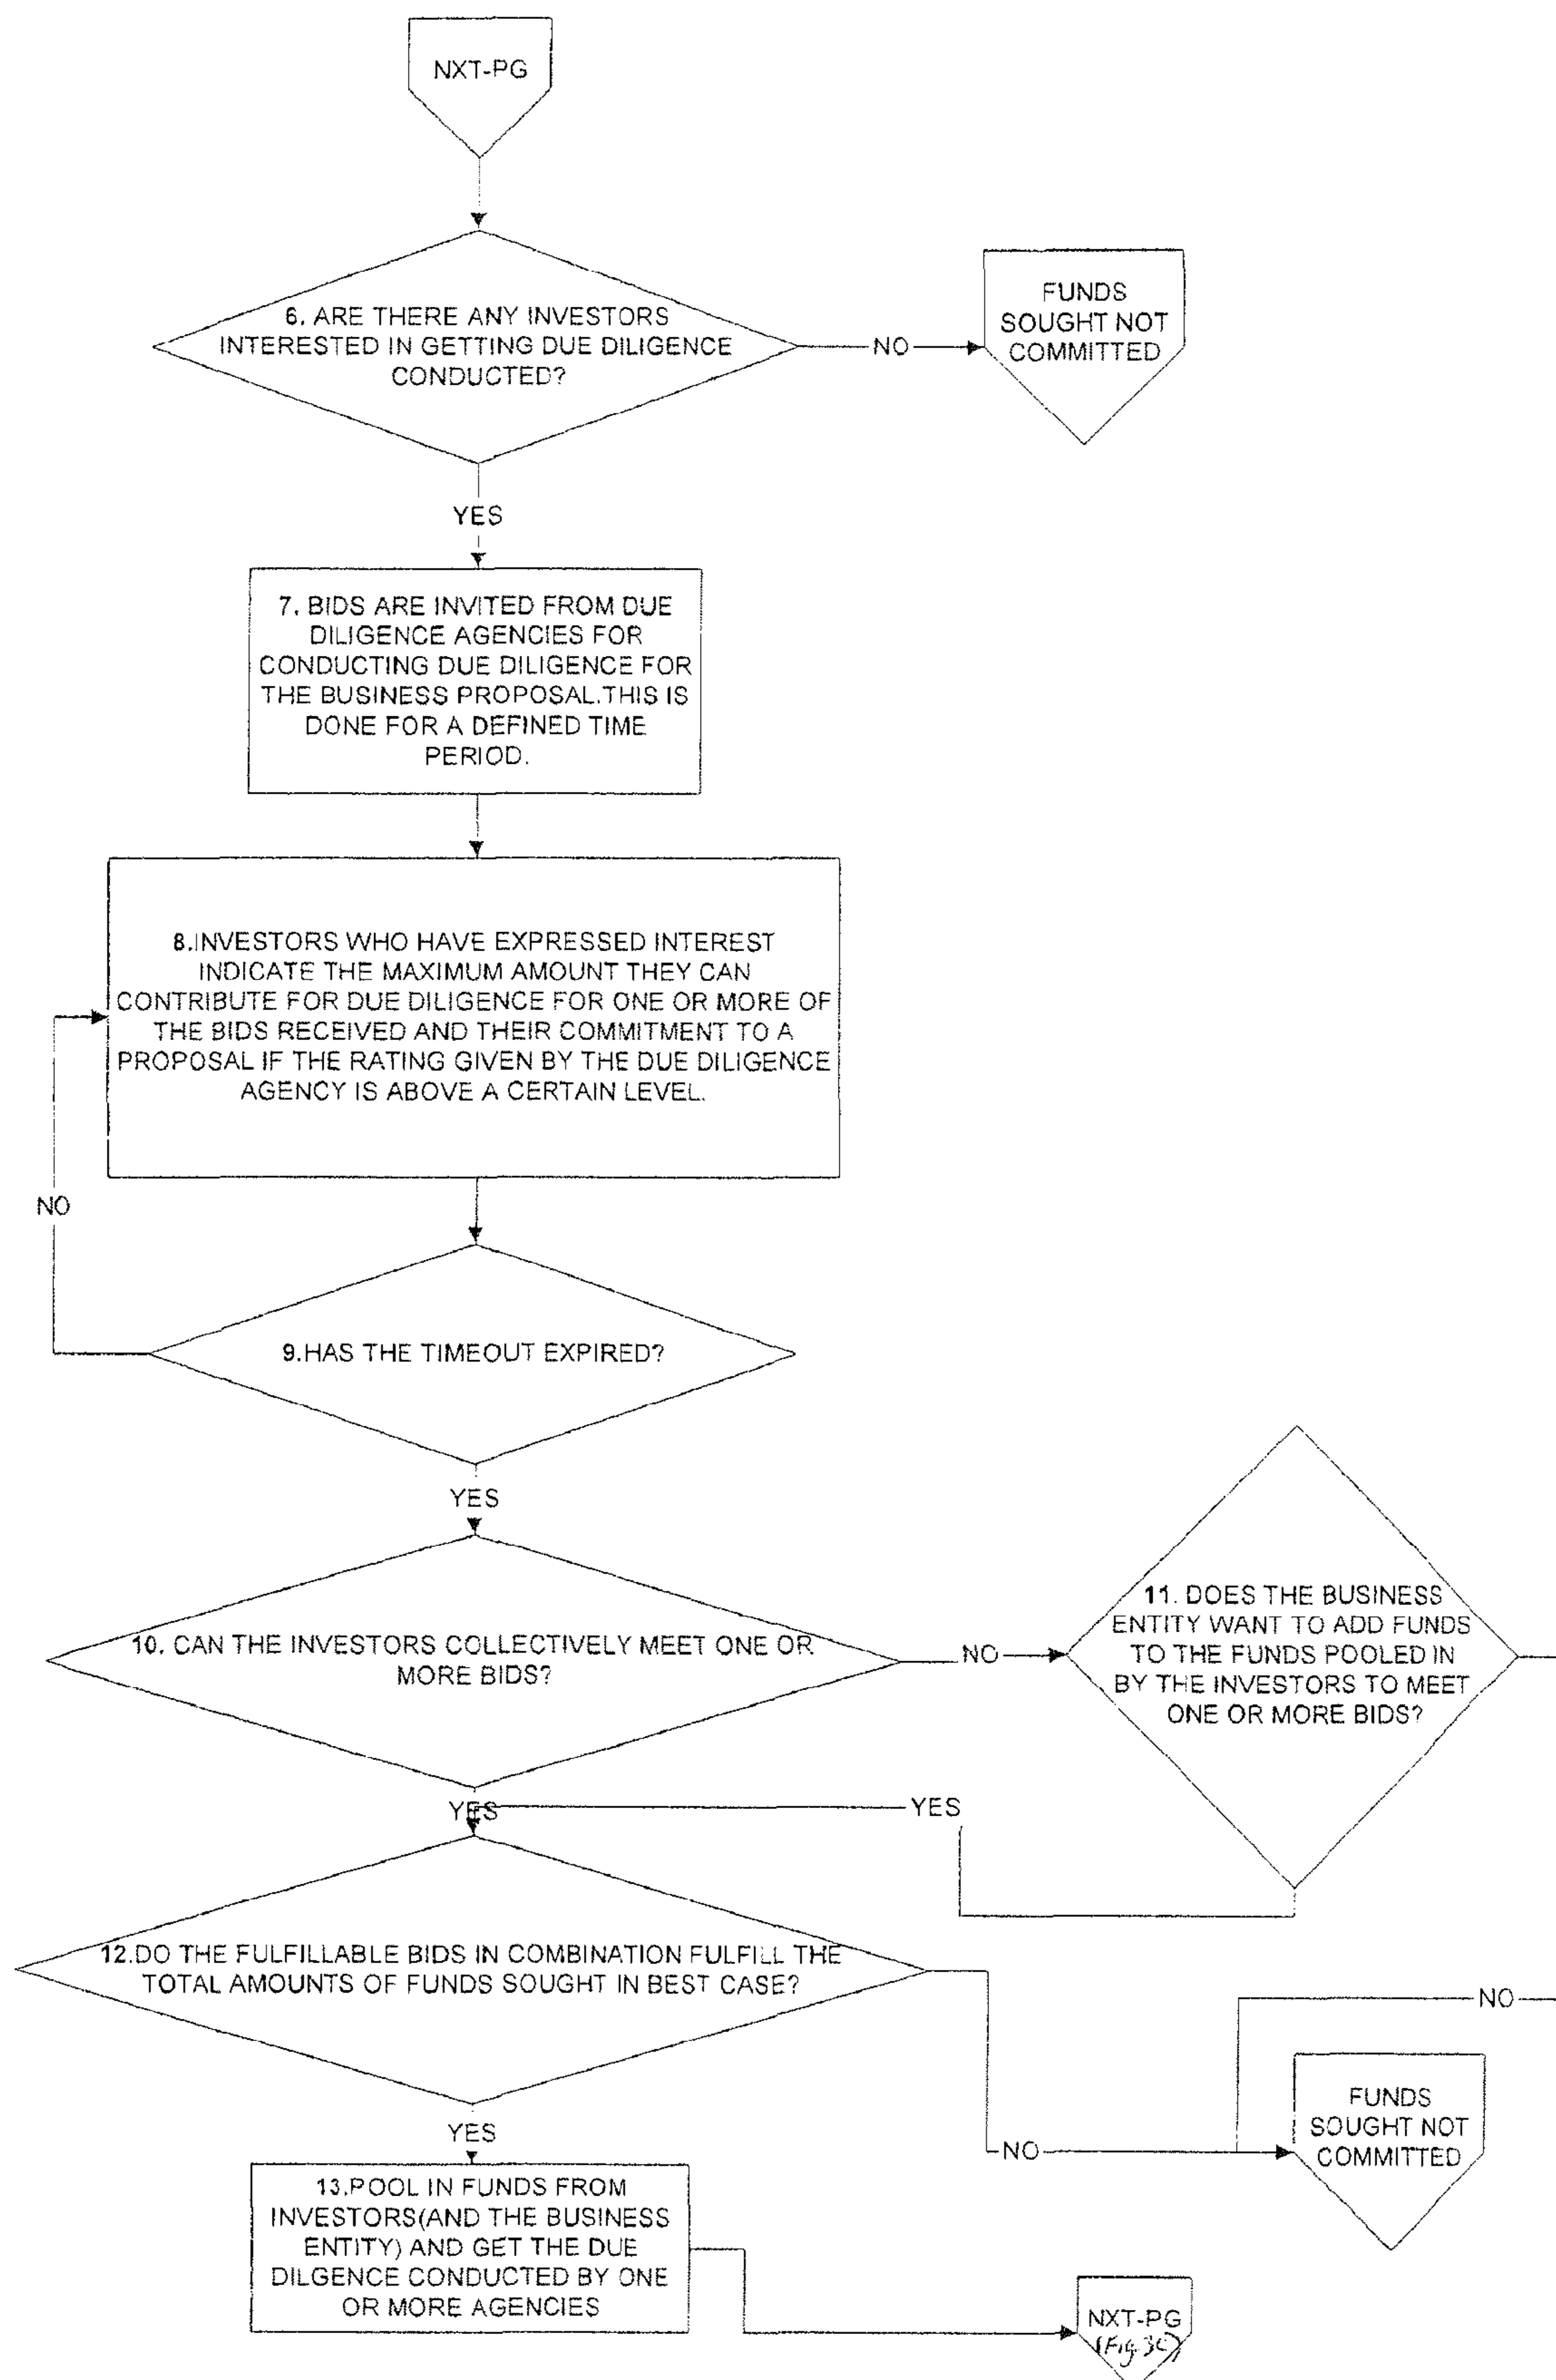 NXT-PG
6. ARE THERE ANY INVESTORS
INTERESTED IN GETTING DUE DILIGENCE
CONDUCTED?
NO
FUNDS
SOUGHT NOT
COMMITTED
YES
7. BIDS ARE INVITED FROM DUE
DILIGENCE AGENCIES FOR
CONDUCTING DUE DILIGENCE FOR
THE BUSINESS PROPOSAL.THIS IS
DONE FOR A DEFINED TIME
PERIOD.
8.INVESTORS WHO HAVE EXPRESSED INTEREST
INDICATE THE MAXIMUM AMOUNT THEY CAN
CONTRIBUTE FOR DUE DILIGENCE FOR ONE OR MORE OF
THE BIDS RECEIVED AND THEIR COMMITMENT TO A
PROPOSAL IF THE RATING GIVEN BY THE DUE DILIGENCE
AGENCY IS ABOVE A CERTAIN LEVEL.
NO
9.HAS THE TIMEOUT EXPIRED?
YES
10. CAN THE INVESTORS COLLECTIVELY MEET ONE OR
MORE BIDS?
NO
11. DOES THE BUSINESS
ENTITY WANT TO ADD FUNDS
TO THE FUNDS POOLED IN
BY THE INVESTORS TO MEET
ONE OR MORE BIDS?
YES
YES
12.DO THE FULFILLABLE BIDS IN COMBINATION FULFILL THE
TOTAL AMOUNTS OF FUNDS SOUGHT IN BEST CASE?
NO
YES
NO
FUNDS
SOUGHT NOT
COMMITTED
13.POOL IN FUNDS FROM
INVESTORS(AND THE BUSINESS
ENTITY) AND GET THE DUE
DILGENCE CONDUCTED BY ONE
OR MORE AGENCIES
NXT-PG
(Fig.3C)